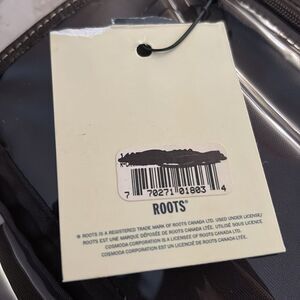 7 70271 01803 4
ROOTS®
* ROOTS IS A REGISTERED TRADE MARK OF ROOTS CANADA LTD. USED UNDER LICENSE/
ROOTS EST UNE MARQUE DÉPOSÉE DE ROOTS CANADA LTÉE. UTILISÉ SOUS LICENCE.
COSMODA CORPORATION IS A LICENSEE OF ROOTS CANADA LTD.
COSMODA CORPORATION EST UN LICENCIÉ DE ROOTS CANADA LTÉE.